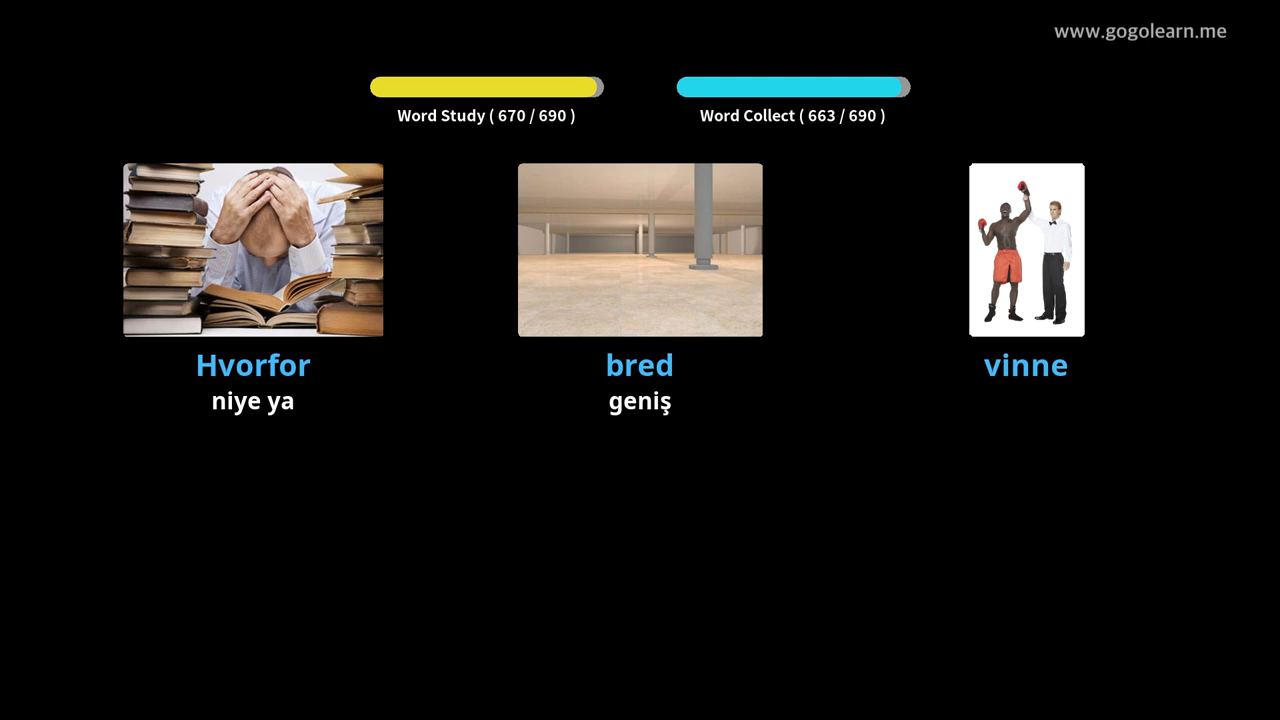 www.gogolearn.me
Word Study ( 670 / 690 )
Word Collect ( 663 / 690 )
Hvorfor
niye ya
bred
geniş
vinne